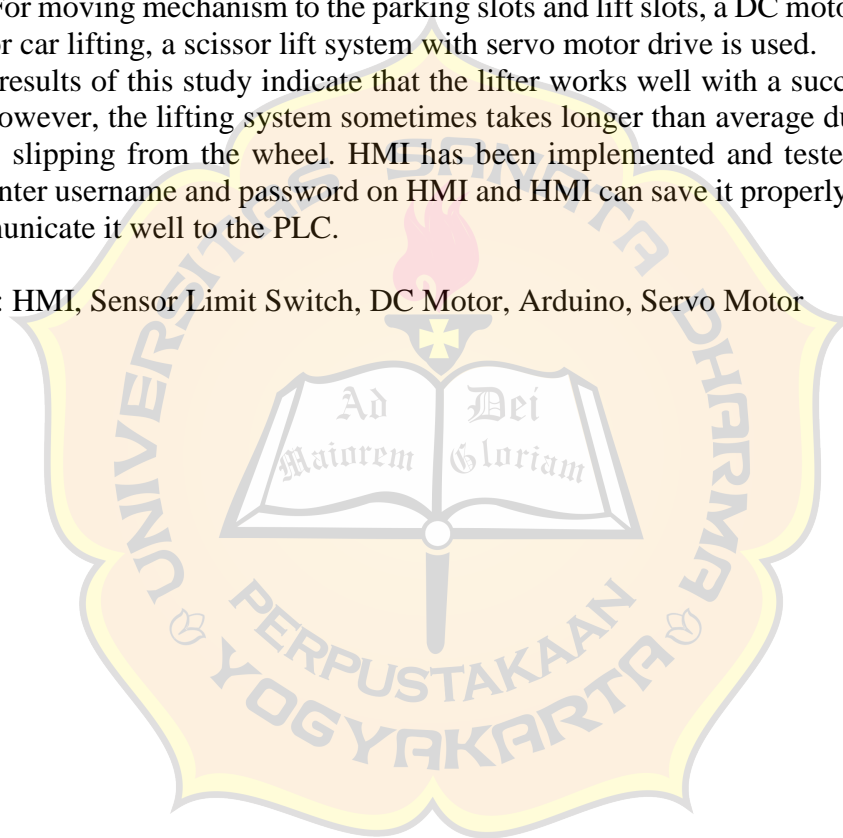 For moving mechanism to the parking slots and lift slots, a DC moto
or car lifting, a scissor lift system with servo motor drive is used.
results of this study indicate that the lifter works well with a succ
owever, the lifting system sometimes takes longer than average du
slipping from the wheel. HMI has been implemented and teste
nter username and password on HMI and HMI can save it properly
unicate it well to the PLC.
: HMI, Sensor Limit Switch, DC Motor, Arduino, Servo Motor
UNIVERSITAS SANATA DHARMA
Ad Dei
Maiorem Gloriam
PERPUSTAKAAN
YOGYAKARTA